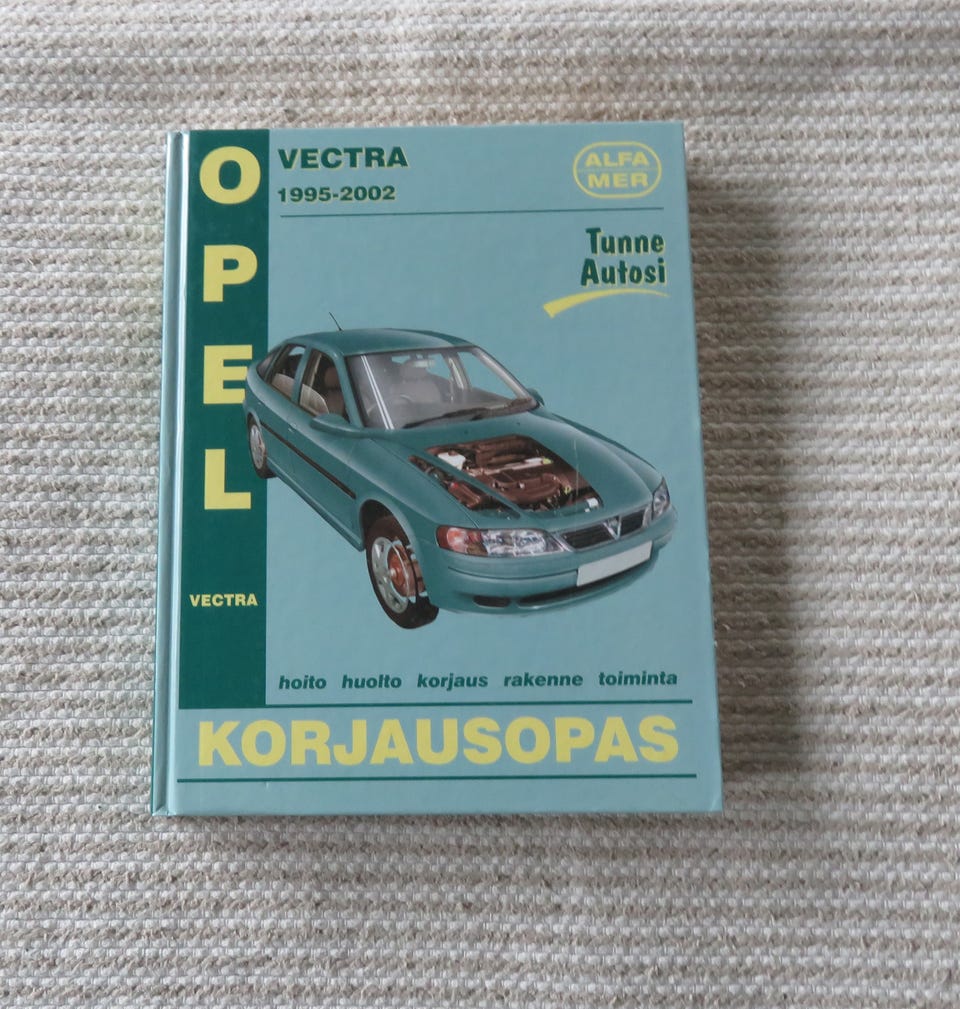 OPEL
VECTRA
1995-2002
ALFA
MER
Tunne
Autosi
VECTRA
hoito huolto korjaus rakenne toiminta
KORJAUSOPAS